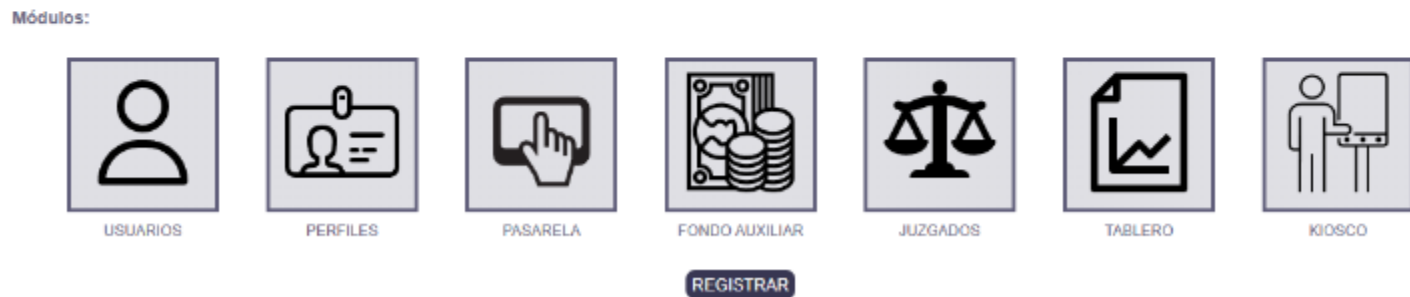 Módulos:
USUARIOS PERFILES PASARELA FONDO AUXILIAR JUZGADOS TABLERO KIOSCO
REGISTRAR